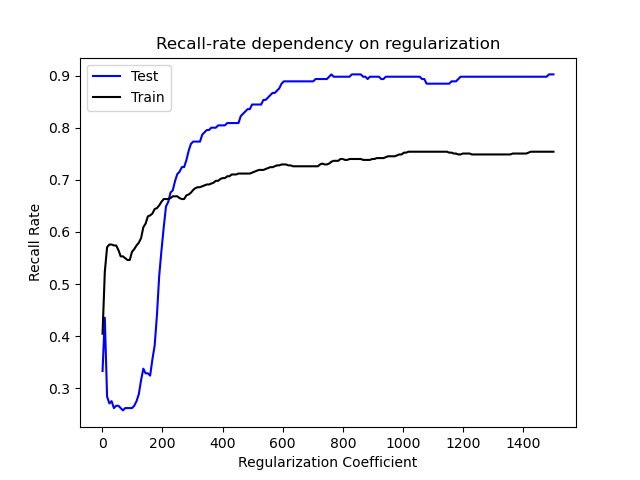 Recall-rate dependency on regularization
Test
Train
Recall Rate
0.9
0.8
0.7
0.6
0.5
0.4
0.3
0 200 400 600 800 1000 1200 1400
Regularization Coefficient